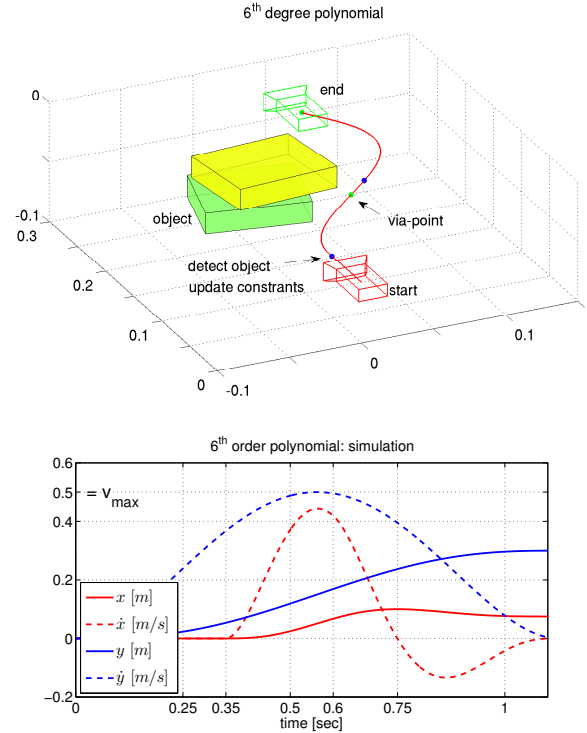 6th degree polynomial
end
0
object
via-point
-0.1
0.3
detect object
update constrants
start
0.2
0.1
0.1
0
0
-0.1
6th order polynomial: simulation
0.6
0.5
= vmax
0.4
0.2
x [m]
ẋ [m/s]
0
y [m]
ẏ [m/s]
−0.2
0 0.25 0.35 0.5 0.6 0.75 1
time [sec]